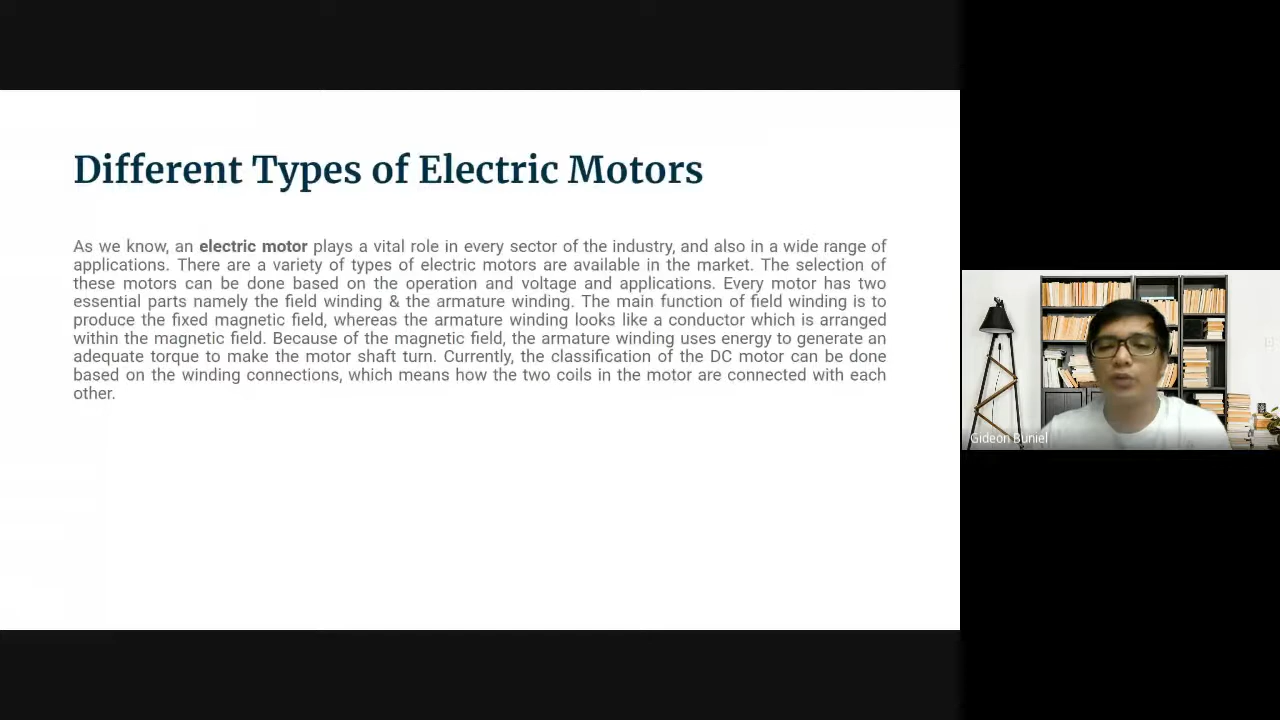 Different Types of Electric Motors
As we know, an electric motor plays a vital role in every sector of the industry, and also in a wide range of
applications. There are a variety of types of electric motors are available in the market. The selection of
these motors can be done based on the operation and voltage and applications. Every motor has two
essential parts namely the field winding & the armature winding. The main function of field winding is to
produce the fixed magnetic field, whereas the armature winding looks like a conductor which is arranged
within the magnetic field. Because of the magnetic field, the armature winding uses energy to generate an
adequate torque to make the motor shaft turn. Currently, the classification of the DC motor can be done
based on the winding connections, which means how the two coils in the motor are connected with each
other.
Gideon Buniel